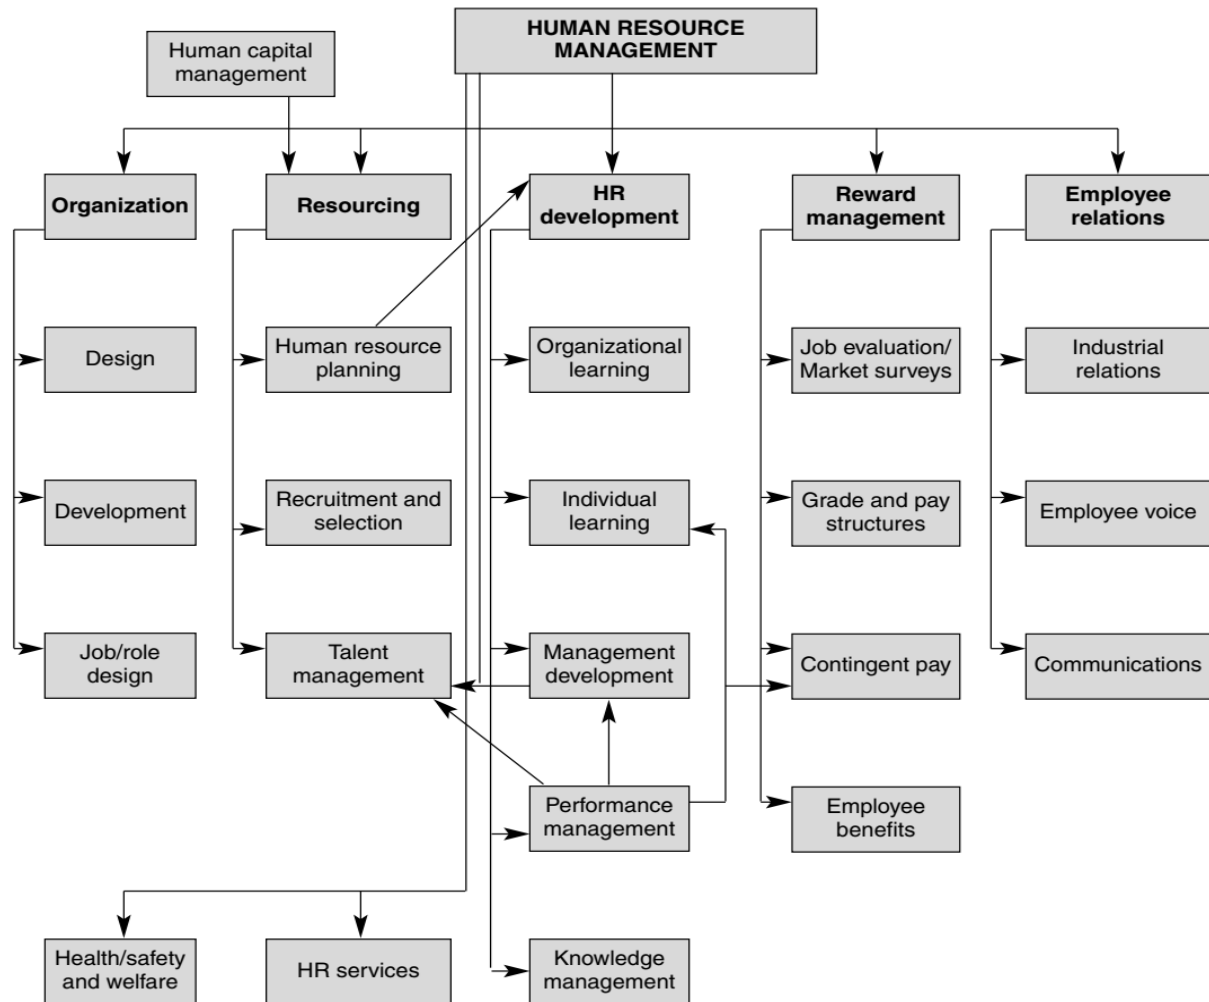 HUMAN RESOURCE
MANAGEMENT
Human capital
management
Organization
Resourcing
HR
development
Reward
management
Employee
relations
Design
Human resource
planning
Organizational
learning
Job evaluation/
Market surveys
Industrial
relations
Development
Recruitment and
selection
Individual
learning
Grade and pay
structures
Employee voice
Job/role
design
Talent
management
Management
development
Contingent pay
Communications
Performance
management
Employee
benefits
Health/safety
and welfare
HR services
Knowledge
management